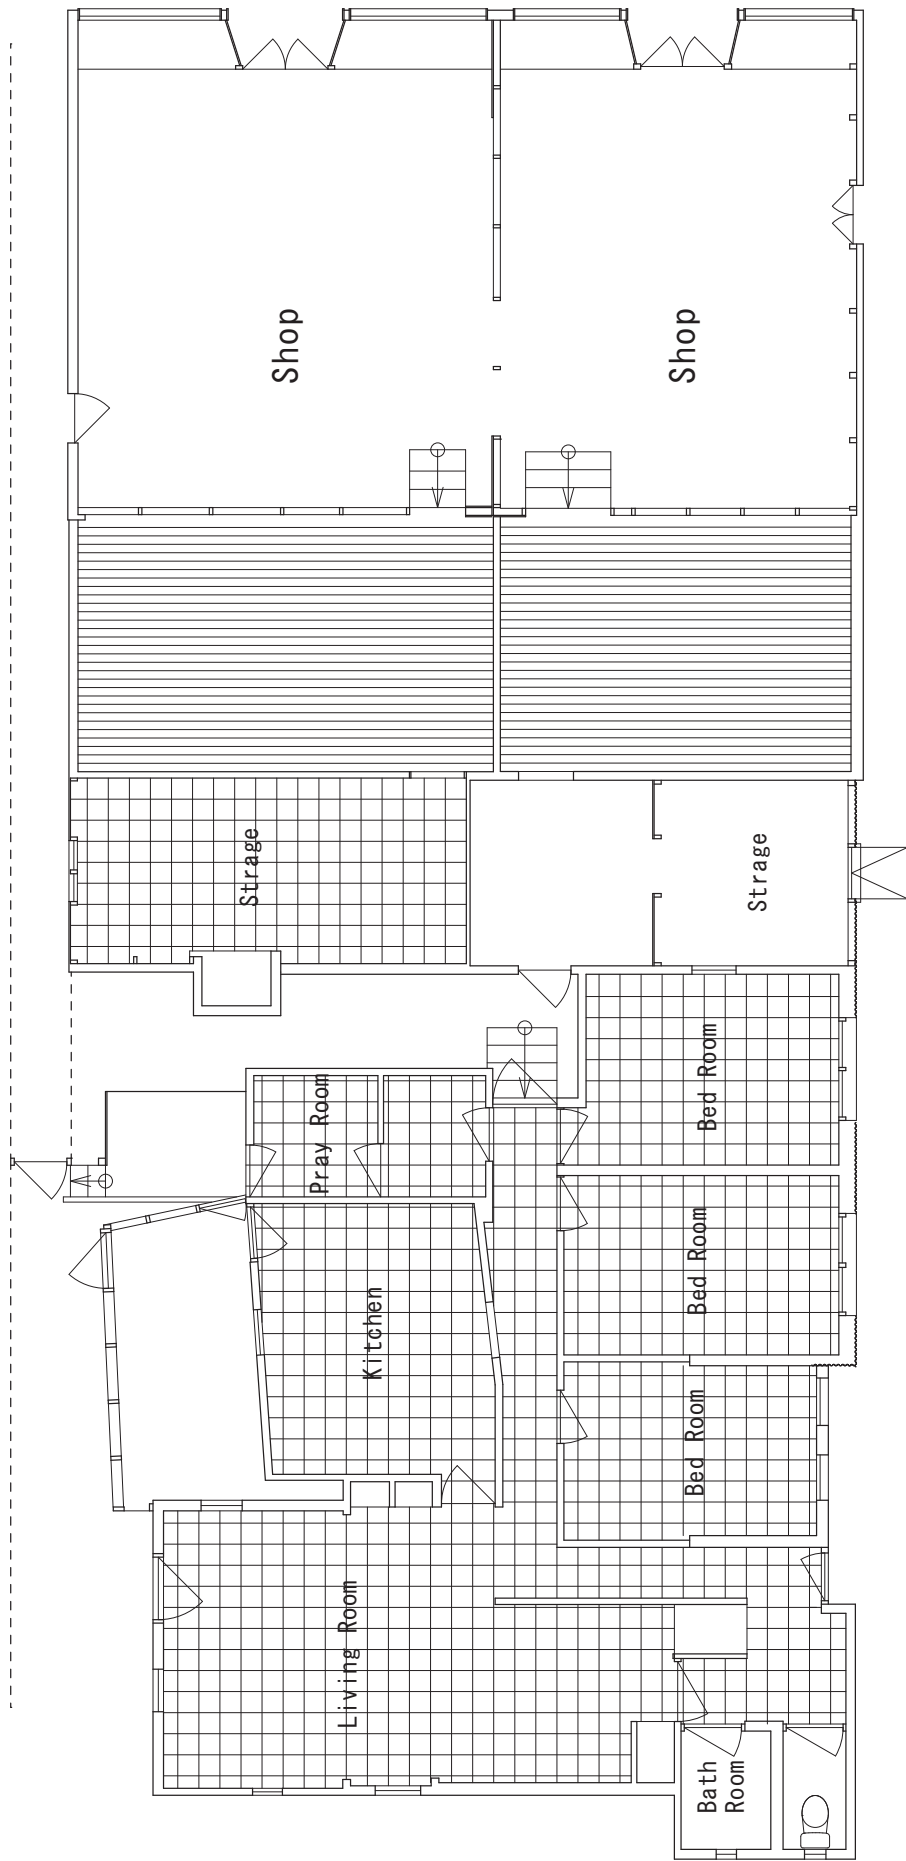 Shop
Shop
Strage
Strage
Pray Room
Bed Room
Bed Room
Kitchen
Bed Room
Living Room
Bath
Room